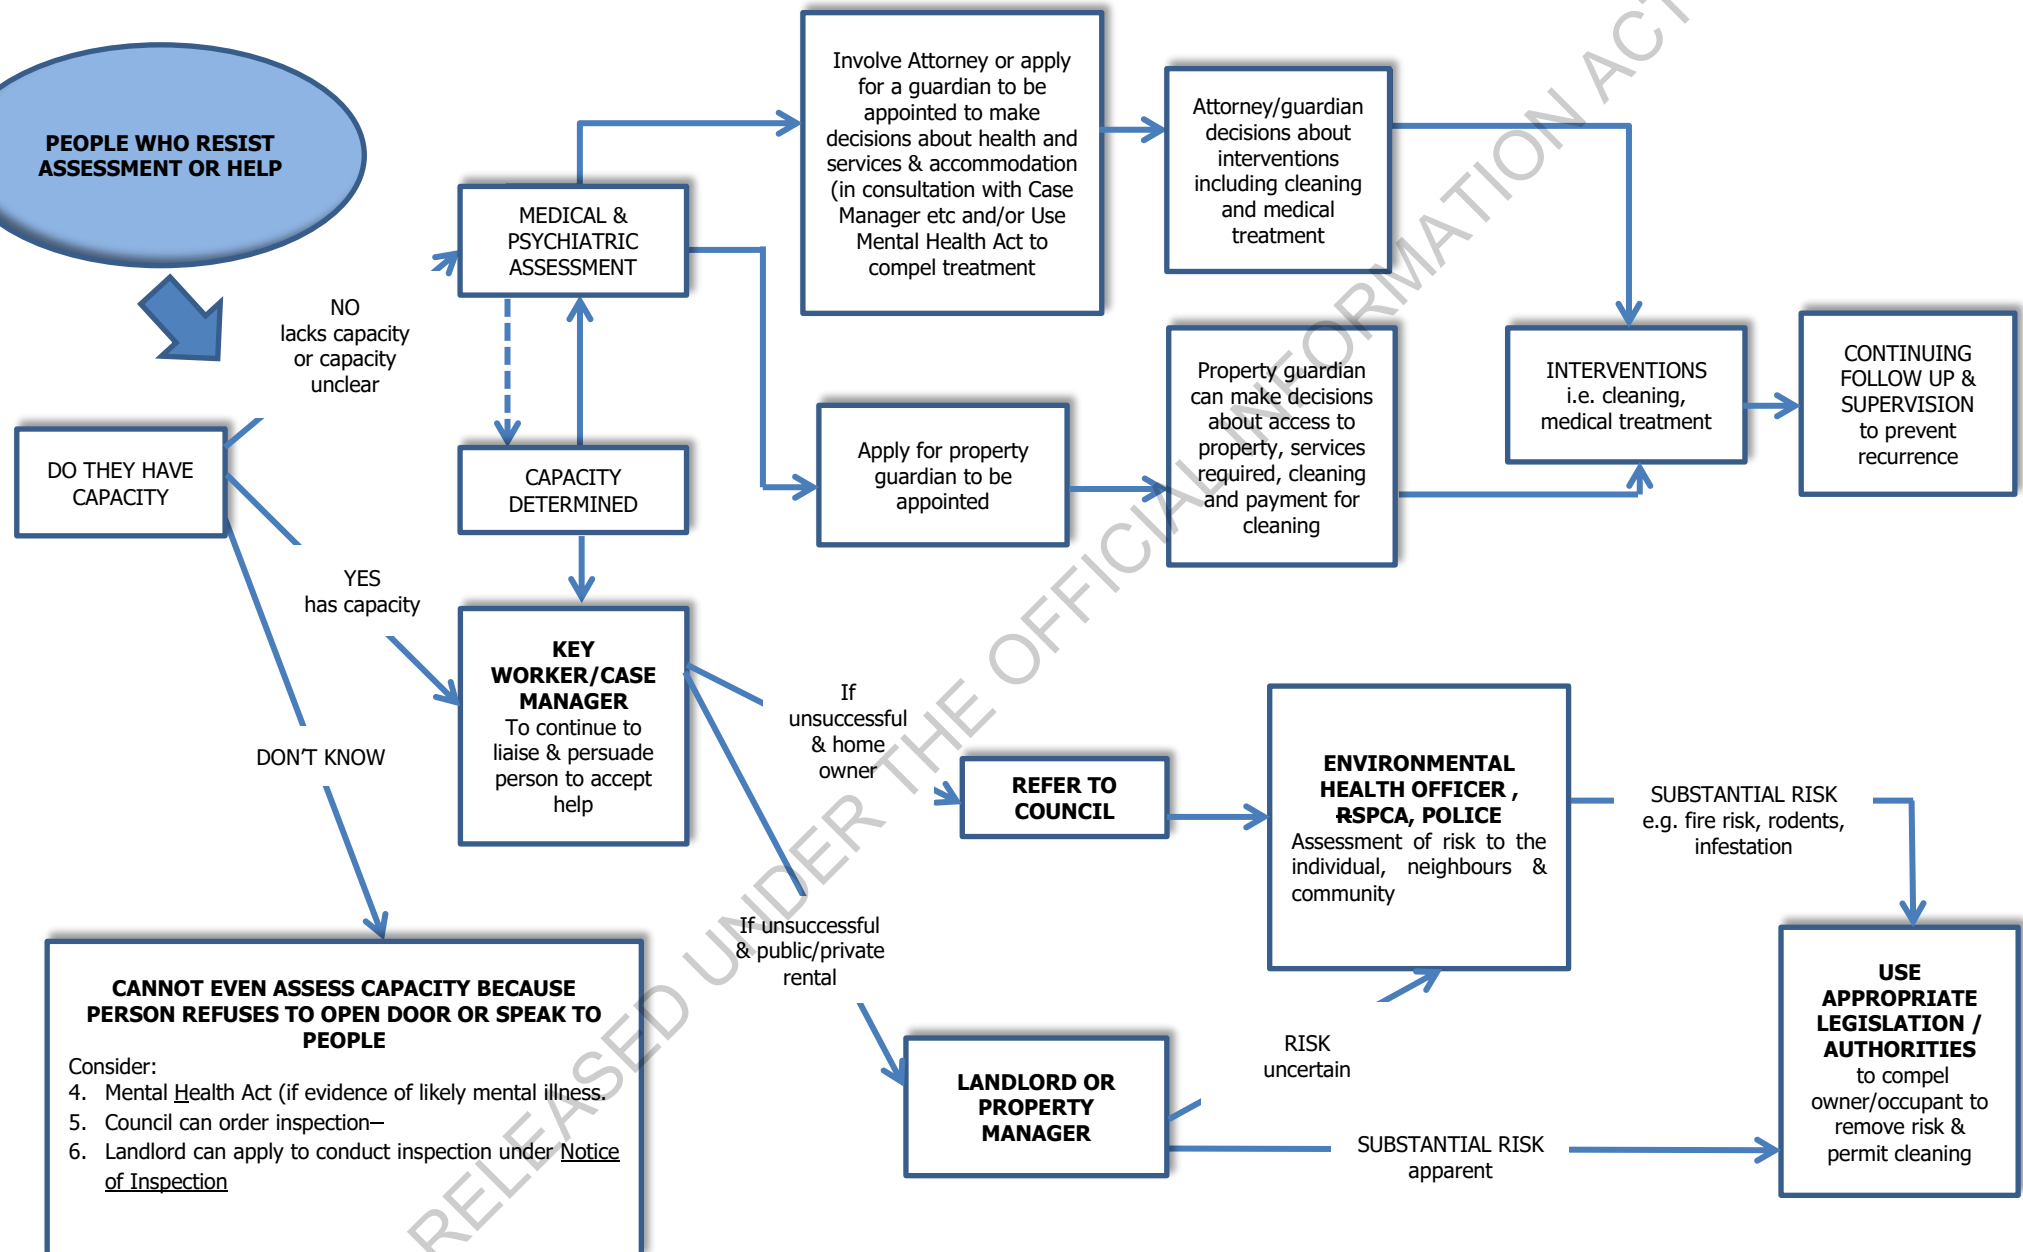 PEOPLE WHO RESIST
ASSESSMENT OR HELP
DO THEY HAVE
CAPACITY
NO
lacks capacity
or capacity
unclear
YES
has capacity
DON'T KNOW
MEDICAL &
PSYCHIATRIC
ASSESSMENT
CAPACITY
DETERMINED
KEY
WORKER/CASE
MANAGER
To continue to
liaise & persuade
person to accept
help
CANNOT EVEN ASSESS CAPACITY BECAUSE
PERSON REFUSES TO OPEN DOOR OR SPEAK TO
PEOPLE
Consider:
4. Mental Health Act (if evidence of likely mental illness.
5. Council can order inspection–
6. Landlord can apply to conduct inspection under Notice
of Inspection
Involve Attorney or apply
for a guardian to be
appointed to make
decisions about health and
services & accommodation
(in consultation with Case
Manager etc and/or Use
Mental Health Act to
compel treatment
Attorney/guardian
decisions about
interventions
including cleaning
and medical
treatment
Apply for property
guardian to be
appointed
Property guardian
can make decisions
about access to
property, services
required, cleaning
and payment for
cleaning
INTERVENTIONS
i.e. cleaning,
medical treatment
CONTINUING
FOLLOW UP &
SUPERVISION
to prevent
recurrence
If
unsuccessful
& home
owner
REFER TO
COUNCIL
ENVIRONMENTAL
HEALTH OFFICER ,
RSPCA, POLICE
Assessment of risk to the
individual, neighbours &
community
SUBSTANTIAL RISK
e.g. fire risk, rodents,
infestation
If unsuccessful
& public/private
rental
LANDLORD OR
PROPERTY
MANAGER
RISK
uncertain
SUBSTANTIAL RISK
apparent
USE
APPROPRIATE
LEGISLATION /
AUTHORITIES
to compel
owner/occupant to
remove risk &
permit cleaning
RELEASED UNDER THE OFFICIAL INFORMATION ACT